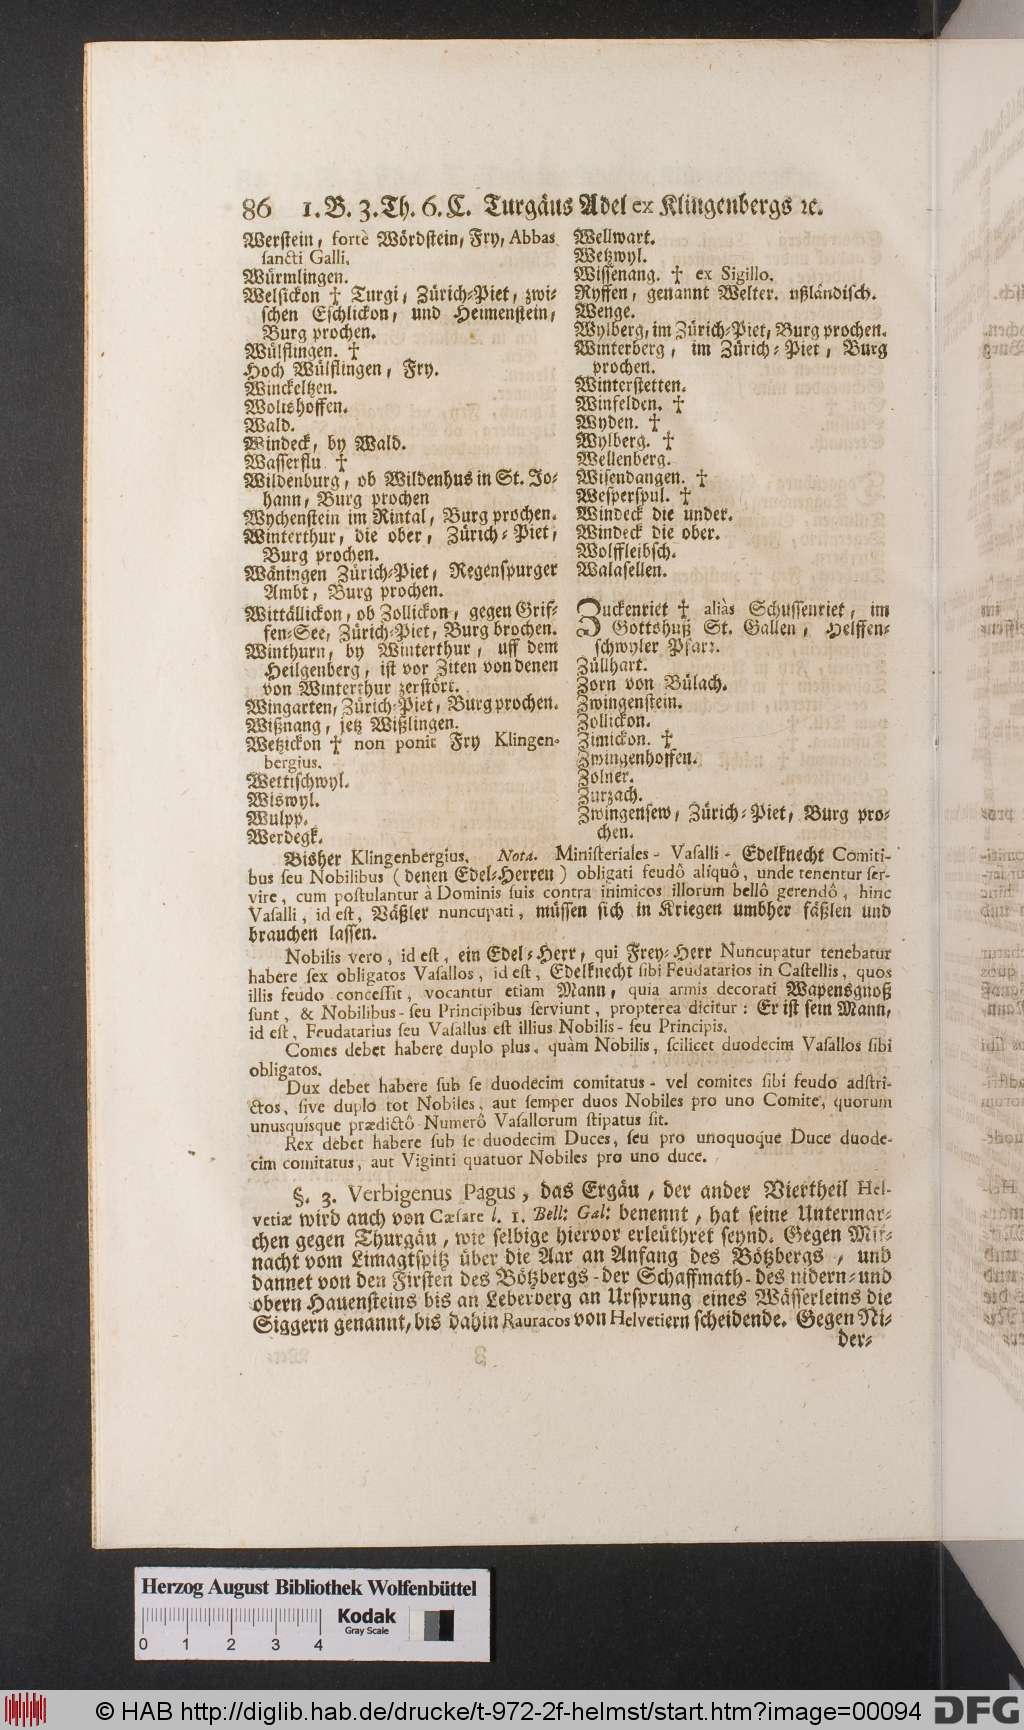 86 1. B. 3. Th. 6. C. Turgäus Adel ex Klingenbergs ꝛc.
Werstein, fortè Wördstein, Fry, Abbas
sancti Galli.
Würmlingen.
Welsickon † Turgi, Zürich-Piet, zwi-
schen Eschlickon, und Heimenstein,
Burg prochen.
Wülflingen. †
Hoch Wülflingen, Fry.
Winckeltzen.
Woltshoffen.
Wald.
Windeck, by Wald.
Wasserflu †
Wildenburg, ob Wildenhus in St. Jo-
hann, Burg prochen
Wychenstein im Rintal, Burg prochen.
Winterthur, die ober, Zürich-Piet,
Burg prochen.
Wäningen Zürich-Piet, Regenspurger
Ambt, Burg prochen.
Wittällickon, ob Zollickon, gegen Grif-
fen-See, Zürich-Piet, Burg brochen.
Winthurn, by Winterthur, uff dem
Heilgenberg, ist vor Ziten von denen
von Winterthur zerstört.
Wingarten, Zürich-Piet, Burg prochen.
Wißnang, jetz Wißlingen.
Wetzickon † non ponit Fry Klingen-
bergius.
Wettischwyl.
Wiswyl.
Wulpp.
Werdegk.
Wellwart.
Wetzwyl.
Wissenang. † ex Sigillo.
Ryffen, genannt Welter. ußländisch.
Wenge.
Wylberg, im Zürich-Piet, Burg prochen.
Winterberg, im Zürich-Piet, Burg
prochen.
Winterstetten.
Winfelden. †
Wyden. †
Wylberg. †
Wellenberg.
Wisendangen. †
Wesperspul. †
Windeck die under.
Windeck die ober.
Wolffleibsch.
Walasellen.
Zuckenriet † aliàs Schussenriet, im
Gottshuß St. Gallen, Helffen-
schwyler Pfarr.
Züllhart.
Zorn von Bülach.
Zwingenstein.
Zollickon.
Zimickon. †
Zwingenhoffen.
Zolner.
Zurzach.
Zwingensew, Zürich-Piet, Burg pro-
chen.
Bisher Klingenbergius. Nota. Ministeriales - Vasalli - Edelknecht Comiti-
bus seu Nobilibus (denen Edel-Herren) obligati feudô aliquô, unde tenentur ser-
vire, cum postulantur à Dominis suis contra inimicos illorum bellô gerendô, hinc
Vasalli, id est, Väßler nuncupati, müssen sich in Kriegen umbher fäßlen und
brauchen lassen.
Nobilis vero, id est, ein Edel-Herr, qui Frey-Herr Nuncupatur tenebatur
habere sex obligatos Vasallos, id est, Edelknecht sibi Feudatarios in Castellis, quos
illis feudo concessit, vocantur etiam Mann, quia armis decorati Wapensgnoß
sunt, & Nobilibus - seu Principibus serviunt, propterea dicitur: Er ist sein Mann,
id est, Feudatarius seu Vasallus est illius Nobilis - seu Principis.
Comes debet habere duplo plus, quàm Nobilis, scilicet duodecim Vasallos sibi
obligatos.
Dux debet habere sub se duodecim comitatus - vel comites sibi feudo adstri-
ctos, sive duplo tot Nobiles, aut semper duos Nobiles pro uno Comite, quorum
unusquisque prædictô Numerô Vasallorum stipatus sit.
Rex debet habere sub se duodecim Duces, seu pro unoquoque Duce duode-
cim comitatus, aut Viginti quatuor Nobiles pro uno duce.
§. 3. Verbigenus Pagus, das Ergäu, der ander Viertheil Hel-
vetiæ wird auch von Cæsare l. 1. Bell: Gal: benennt, hat seine Untermar-
chen gegen Thurgäu, wie selbige hiervor erleüthret seynd. Gegen Mit-
nacht vom Limagtspitz über die Aar an Anfang des Bötzbergs, und
dannet von den Firsten des Bötzbergs - der Schaffmath - des nidern- und
obern Hauensteins bis an Leberberg an Ursprung eines Wässerleins die
Siggern genannt, bis dahin Rauracos von Helvetiern scheidende. Gegen Ni-
der-
Herzog August Bibliothek Wolfenbüttel
Kodak
Gray Scale
0 1 2 3 4
© HAB http://diglib.hab.de/drucke/t-972-2f-helmst/start.htm?image=00094
DFG